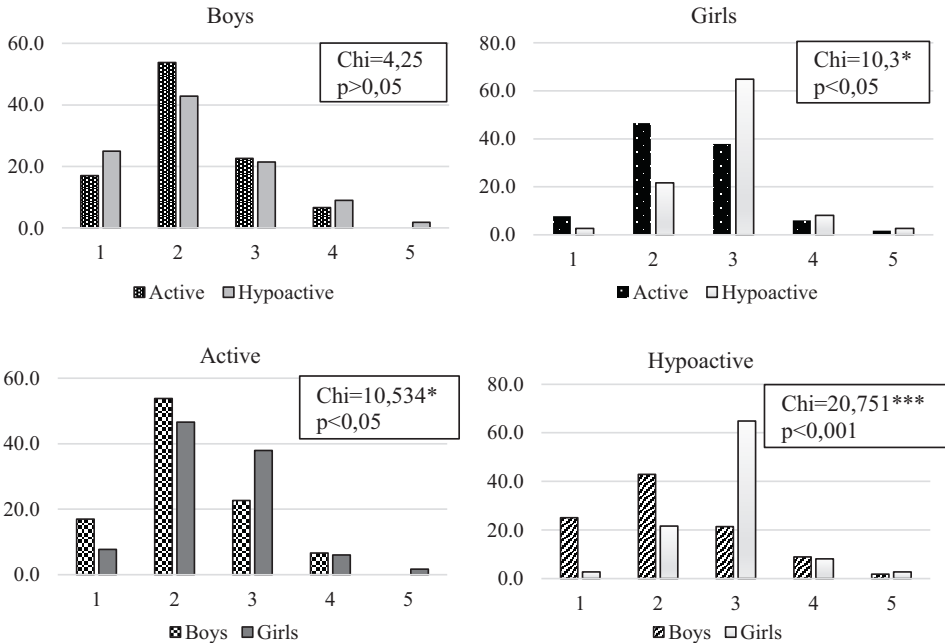 Boys
60.0
40.0
20.0
0.0
Chi=4,25
p>0,05
1 2 3 4 5
Active Hypoactive
Girls
80.0
60.0
40.0
20.0
0.0
Chi=10,3*
p<0,05
1 2 3 4 5
Active Hypoactive
Active
60.0
40.0
20.0
0.0
Chi=10,534*
p<0,05
1 2 3 4 5
Boys Girls
Hypoactive
80.0
60.0
40.0
20.0
0.0
Chi=20,751***
p<0,001
1 2 3 4 5
Boys Girls